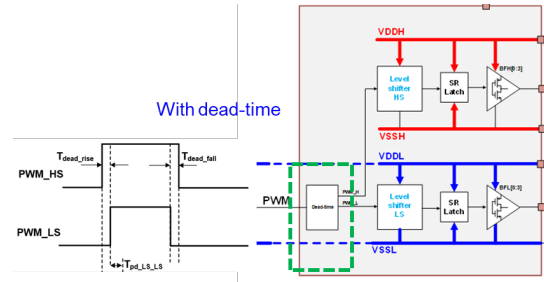 With dead-time
T_dead_rise
T_dead_fall
PWM_HS
PWM_LS
T_pd_LS_LS
PWM
Dead-time
PWM_H
PWM_L
VDDH
Level
shifter
HS
SR
Latch
BFH[0:3]
VSSH
VDDL
Level
shifter
LS
SR
Latch
BFL[0:3]
VSSL